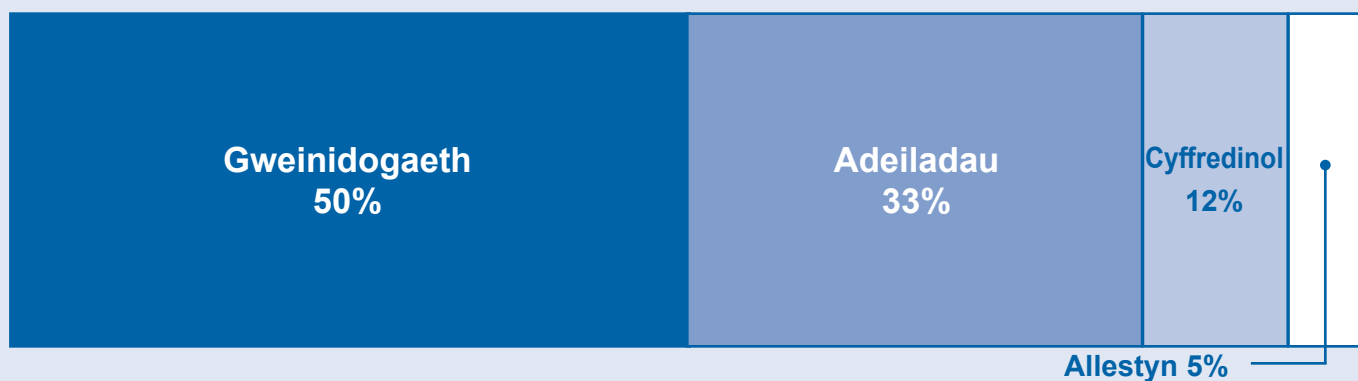 Gweinidogaeth
50%
Adeiladau
33%
Cyffredinol
12%
Allestyn 5%